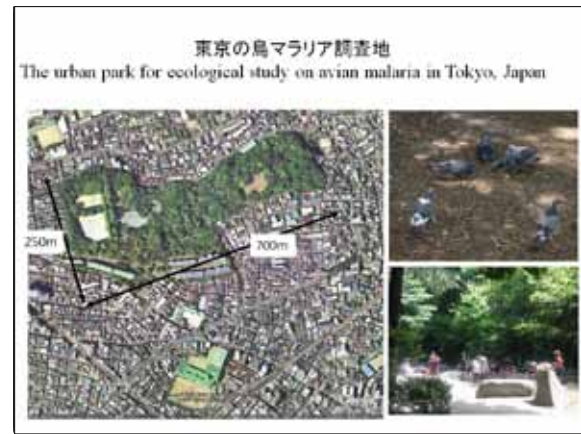 東京の鳥マラリア調査地
The urban park for ecological study on avian malaria in Tokyo, Japan
250m
700m